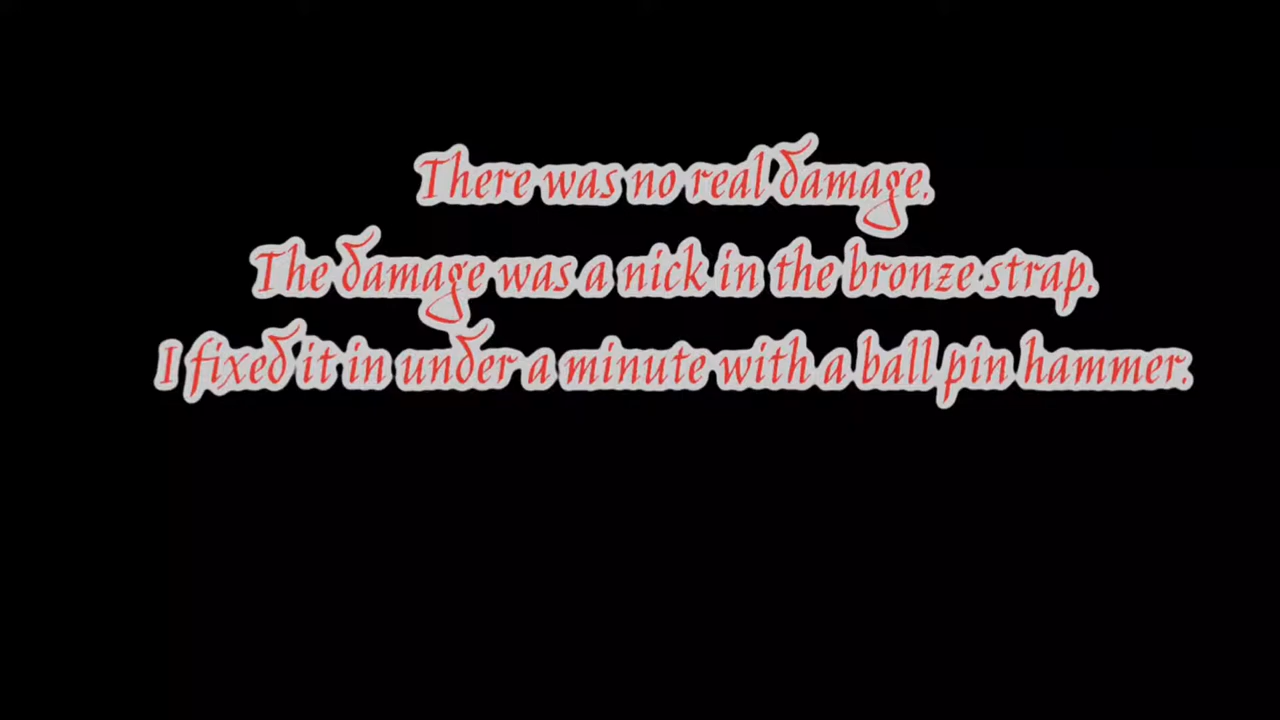 There was no real damage.
The damage was a nick in the bronze strap.
I fixed it in under a minute with a ball pin hammer.